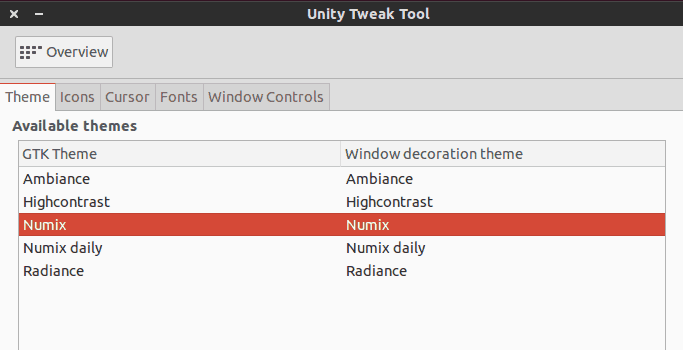 Unity Tweak Tool
Overview
Theme Icons Cursor Fonts Window Controls
Available themes
GTK Theme Window decoration theme
Ambiance Ambiance
Highcontrast Highcontrast
Numix Numix
Numix daily Numix daily
Radiance Radiance